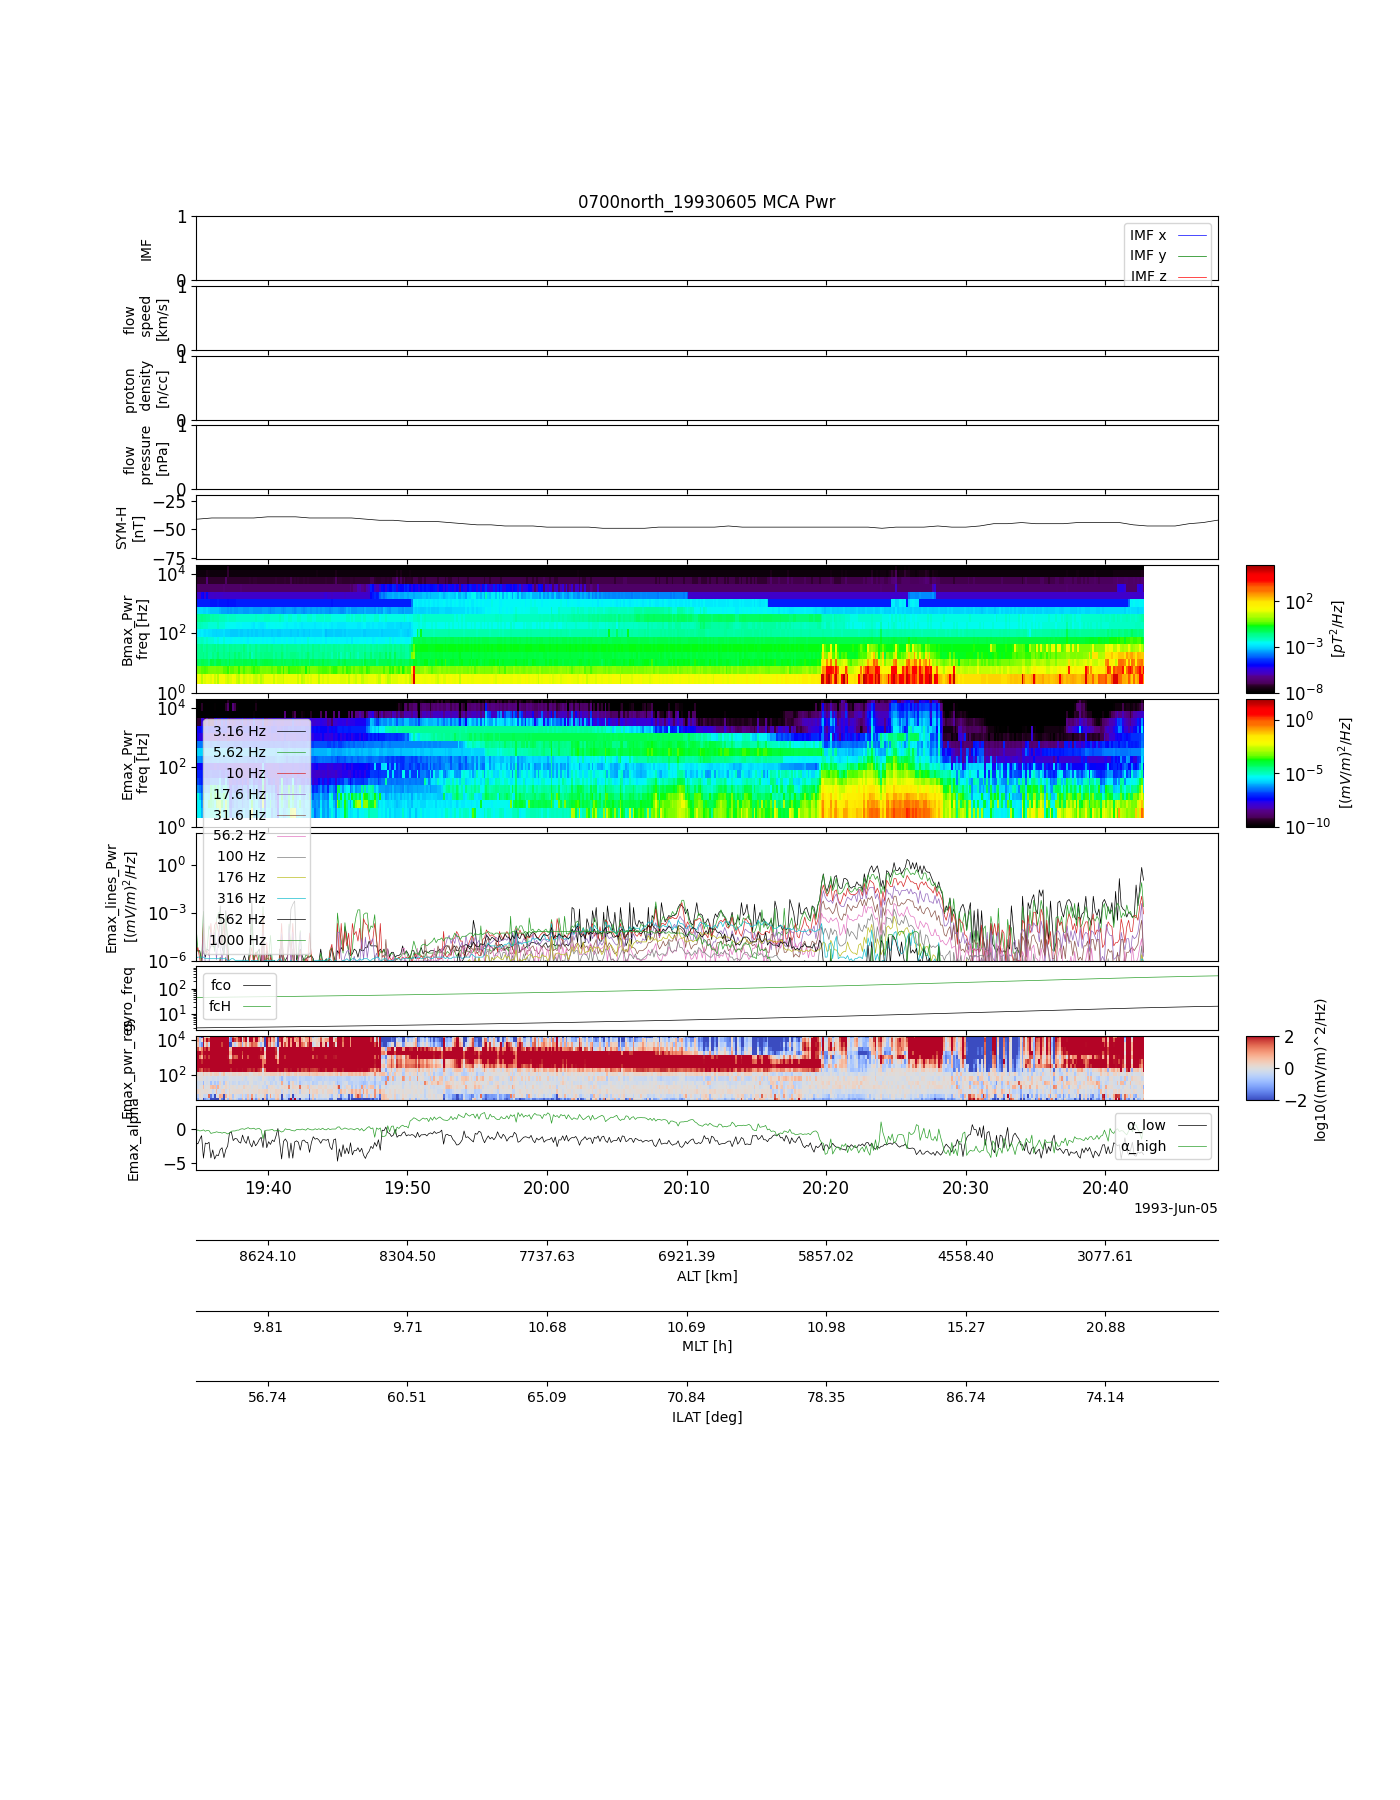 0700north_19930605 MCA Pwr
1
0
IMF
IMF x
IMF y
IMF z
1
0
flow
speed
[km/s]
1
0
proton
density
[n/cc]
1
0
flow
pressure
[nPa]
−25
−50
−75
SYM-H
[nT]
10^4
10^2
10^0
Bmax_Pwr
freq [Hz]
10^2
10^−3
10^−8
[pT^2/Hz]
10^4
10^2
10^0
Emax_Pwr
freq [Hz]
10^0
10^−5
10^−10
[(mV/m)^2/Hz]
3.16 Hz
5.62 Hz
10 Hz
17.6 Hz
31.6 Hz
56.2 Hz
100 Hz
176 Hz
316 Hz
562 Hz
1000 Hz
10^0
10^−3
10^−6
Emax_lines_Pwr
[(mV/m)^2/Hz]
10^2
10^1
gyro_freq
fco
fcH
10^4
10^2
Emax_pwr_reg
2
0
−2
log10((mV/m)^2/Hz)
0
−5
Emax_alpha
α_low
α_high
19:40 19:50 20:00 20:10 20:20 20:30 20:40
1993-Jun-05
8624.10 8304.50 7737.63 6921.39 5857.02 4558.40 3077.61
ALT [km]
9.81 9.71 10.68 10.69 10.98 15.27 20.88
MLT [h]
56.74 60.51 65.09 70.84 78.35 86.74 74.14
ILAT [deg]